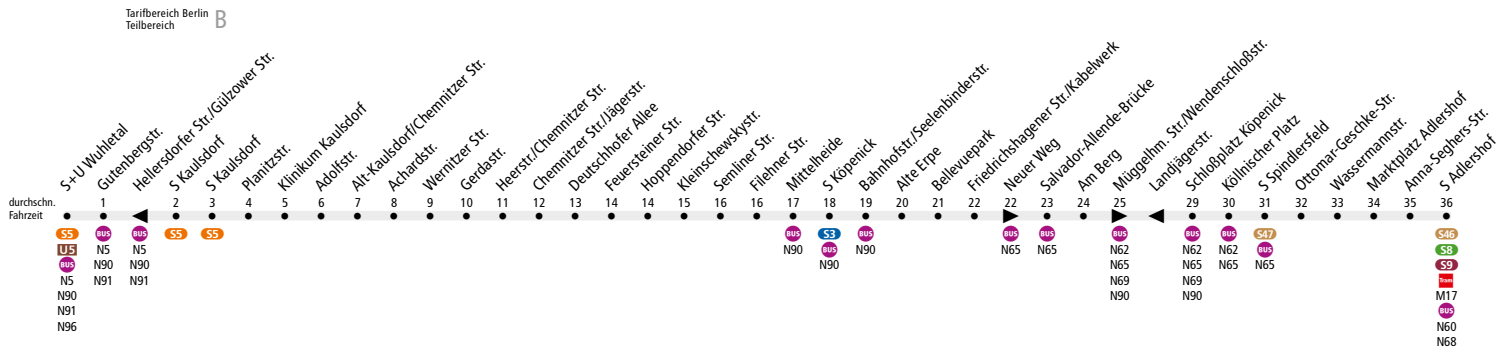 Tarifbereich Berlin
Teilbereich
B
S+U Wuhletal
Gutenbergstr.
Hellersdorfer Str./Gülzower Str.
S Kaulsdorf
S Kaulsdorf
Planitzstr.
Klinikum Kaulsdorf
Adolfstr.
Alt-Kaulsdorf/Chemnitzer Str.
Achardstr.
Wernitzer Str.
Gerdastr.
Heerstr./Chemnitzer Str.
Chemnitzer Str./Jägerstr.
Deutschhofer Allee
Feuersteiner Str.
Hoppendorfer Str.
Kleinschewskystr.
Semliner Str.
Filehner Str.
Mittelheide
S Köpenick
Bahnhofstr./Seelenbinderstr.
Alte Erpe
Bellevuepark
Friedrichshagener Str./Kabelwerk
Neuer Weg
Salvador-Allende-Brücke
Am Berg
Müggelhm. Str./Wendenschloßstr.
Landjägerstr.
Schloßplatz Köpenick
Köllnischer Platz
S Spindlersfeld
Ottomar-Geschke-Str.
Wassermannstr.
Marktplatz Adlershof
Anna-Seghers-Str.
S Adlershof
durchschn.
Fahrzeit
1 2 3 4 5 6 7 8 9 10 11 12 13 14 14 15 16 16 17 18 19 20 21 22 22 23 24 25 29 30 31 32 33 34 35 36
S5
U5
BUS
N5
N90
N91
N96
BUS
N5
N90
N91
BUS
N5
N90
N91
S5
S5
BUS
N90
S3
BUS
N90
BUS
N90
BUS
N65
BUS
N65
BUS
N62
N65
N69
N90
BUS
N62
N65
N69
N90
BUS
N62
N65
S47
BUS
N65
S46
S8
S9
Tram
M17
BUS
N60
N68